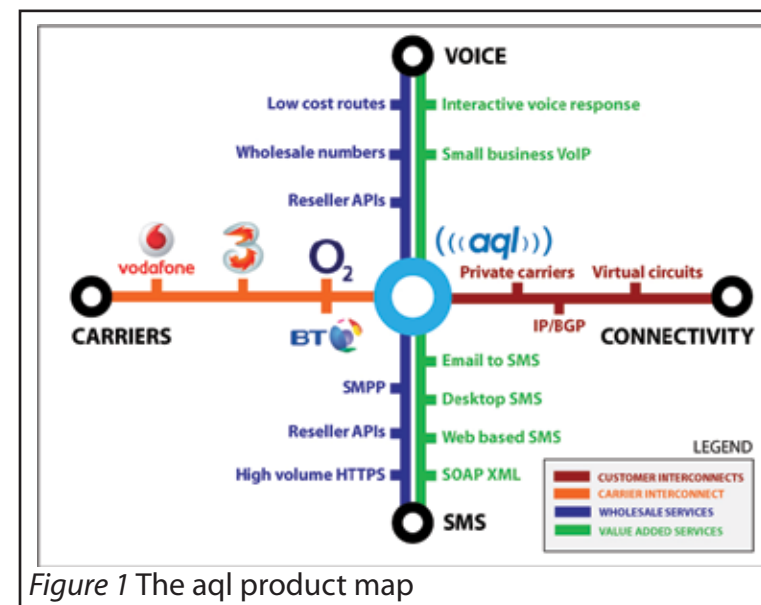 VOICE
Low cost routes
Interactive voice response
Wholesale numbers
Small business VoIP
Reseller APIs
vodafone
3
O2
(((aql)))
Private carriers
Virtual circuits
CARRIERS
BT
IP/BGP
CONNECTIVITY
Email to SMS
SMPP
Desktop SMS
Reseller APIs
Web based SMS
High volume HTTPS
SOAP XML
SMS
LEGEND
CUSTOMER INTERCONNECTS
CARRIER INTERCONNECT
WHOLESALE SERVICES
VALUE ADDED SERVICES
Figure 1 The aql product map